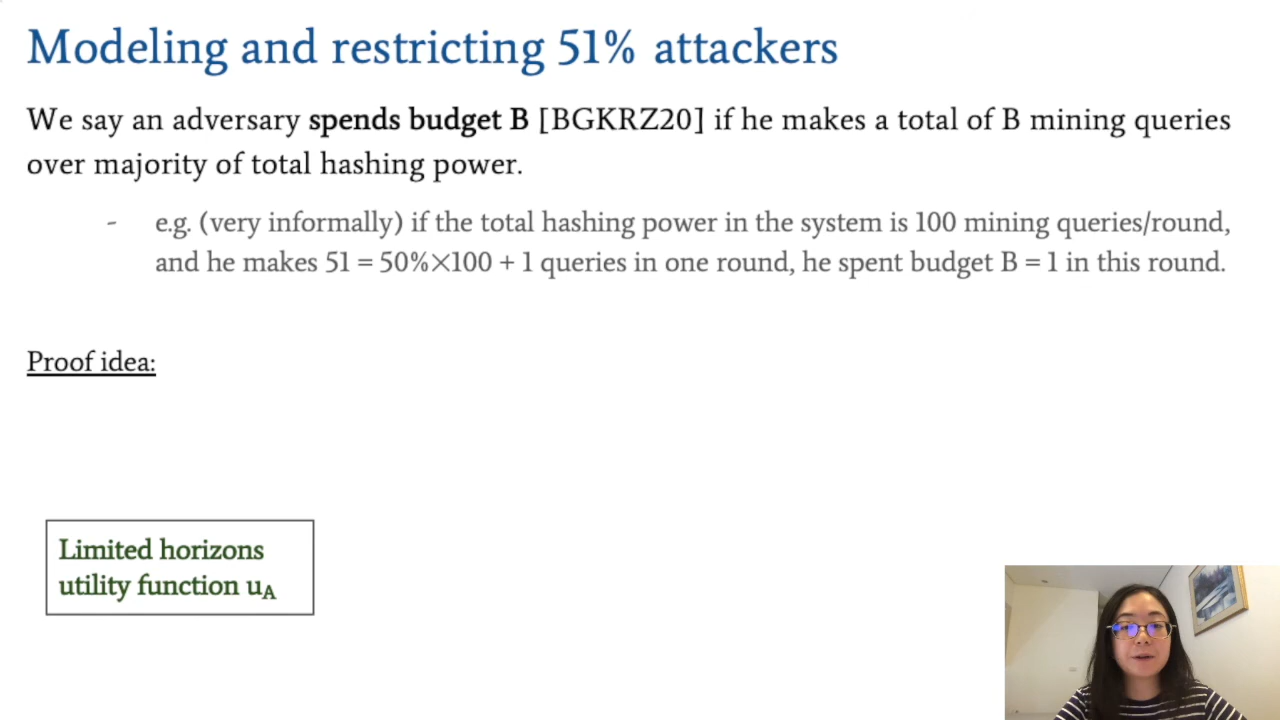 Modeling and restricting 51% attackers
We say an adversary spends budget B [BGKRZ20] if he makes a total of B mining queries
over majority of total hashing power.
- e.g. (very informally) if the total hashing power in the system is 100 mining queries/round,
and he makes 51 = 50%×100 + 1 queries in one round, he spent budget B = 1 in this round.
Proof idea:
Limited horizons
utility function uA